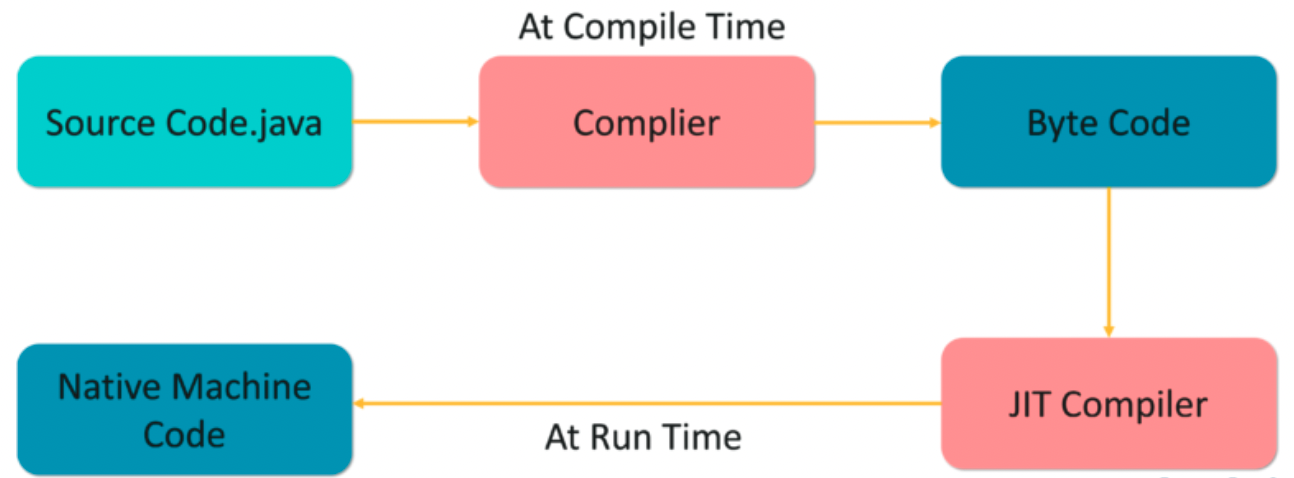 At Compile Time
Source Code.java
Complier
Byte Code
Native Machine
Code
At Run Time
JIT Compiler